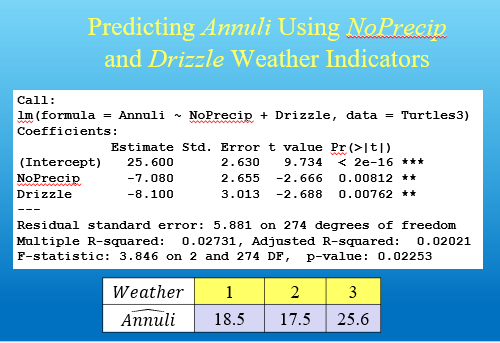 Predicting Annuli Using NoPrecip
and Drizzle Weather Indicators
Call:
lm(formula = Annuli ~ NoPrecip + Drizzle, data = Turtles3)
Coefficients:
Estimate Std. Error t value Pr(>|t|)
(Intercept) 25.600 2.630 9.734 < 2e-16 ***
NoPrecip -7.080 2.655 -2.666 0.00812 **
Drizzle -8.100 3.013 -2.688 0.00762 **
---
Residual standard error: 5.881 on 274 degrees of freedom
Multiple R-squared: 0.02731, Adjusted R-squared: 0.02021
F-statistic: 3.846 on 2 and 274 DF, p-value: 0.02253
Weather 1 2 3
Annuli 18.5 17.5 25.6